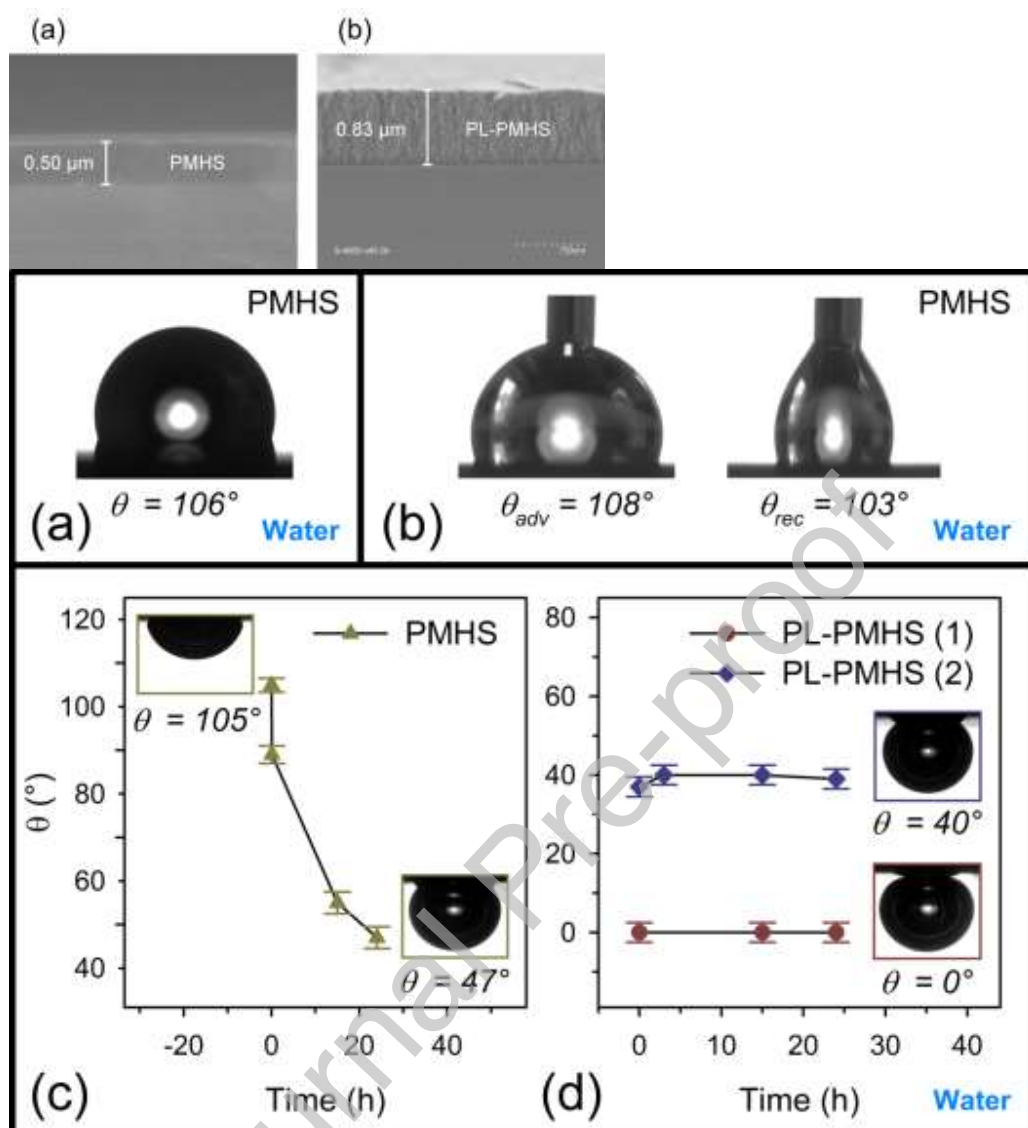 (a)
(b)
0.50 µm
PMHS
0.83 µm
PL-PMHS
PMHS
θ = 106°
(a)
Water
PMHS
θadv = 108°
θrec = 103°
(b)
Water
θ (°)
120
100
80
60
40
PMHS
θ = 105°
θ = 47°
-20 0 20 40
(c)
Time (h)
80
60
40
20
0
PL-PMHS (1)
PL-PMHS (2)
θ = 40°
θ = 0°
0 10 20 30 40
(d)
Time (h)
Water
urnal Pre-proof